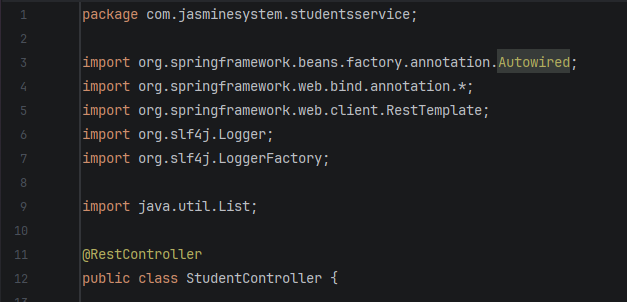 1 package com.jasminesystem.studentsservice;
2
3 import org.springframework.beans.factory.annotation.Autowired;
4 import org.springframework.web.bind.annotation.*;
5 import org.springframework.web.client.RestTemplate;
6 import org.slf4j.Logger;
7 import org.slf4j.LoggerFactory;
8
9 import java.util.List;
10
11 @RestController
12 public class StudentController {
13